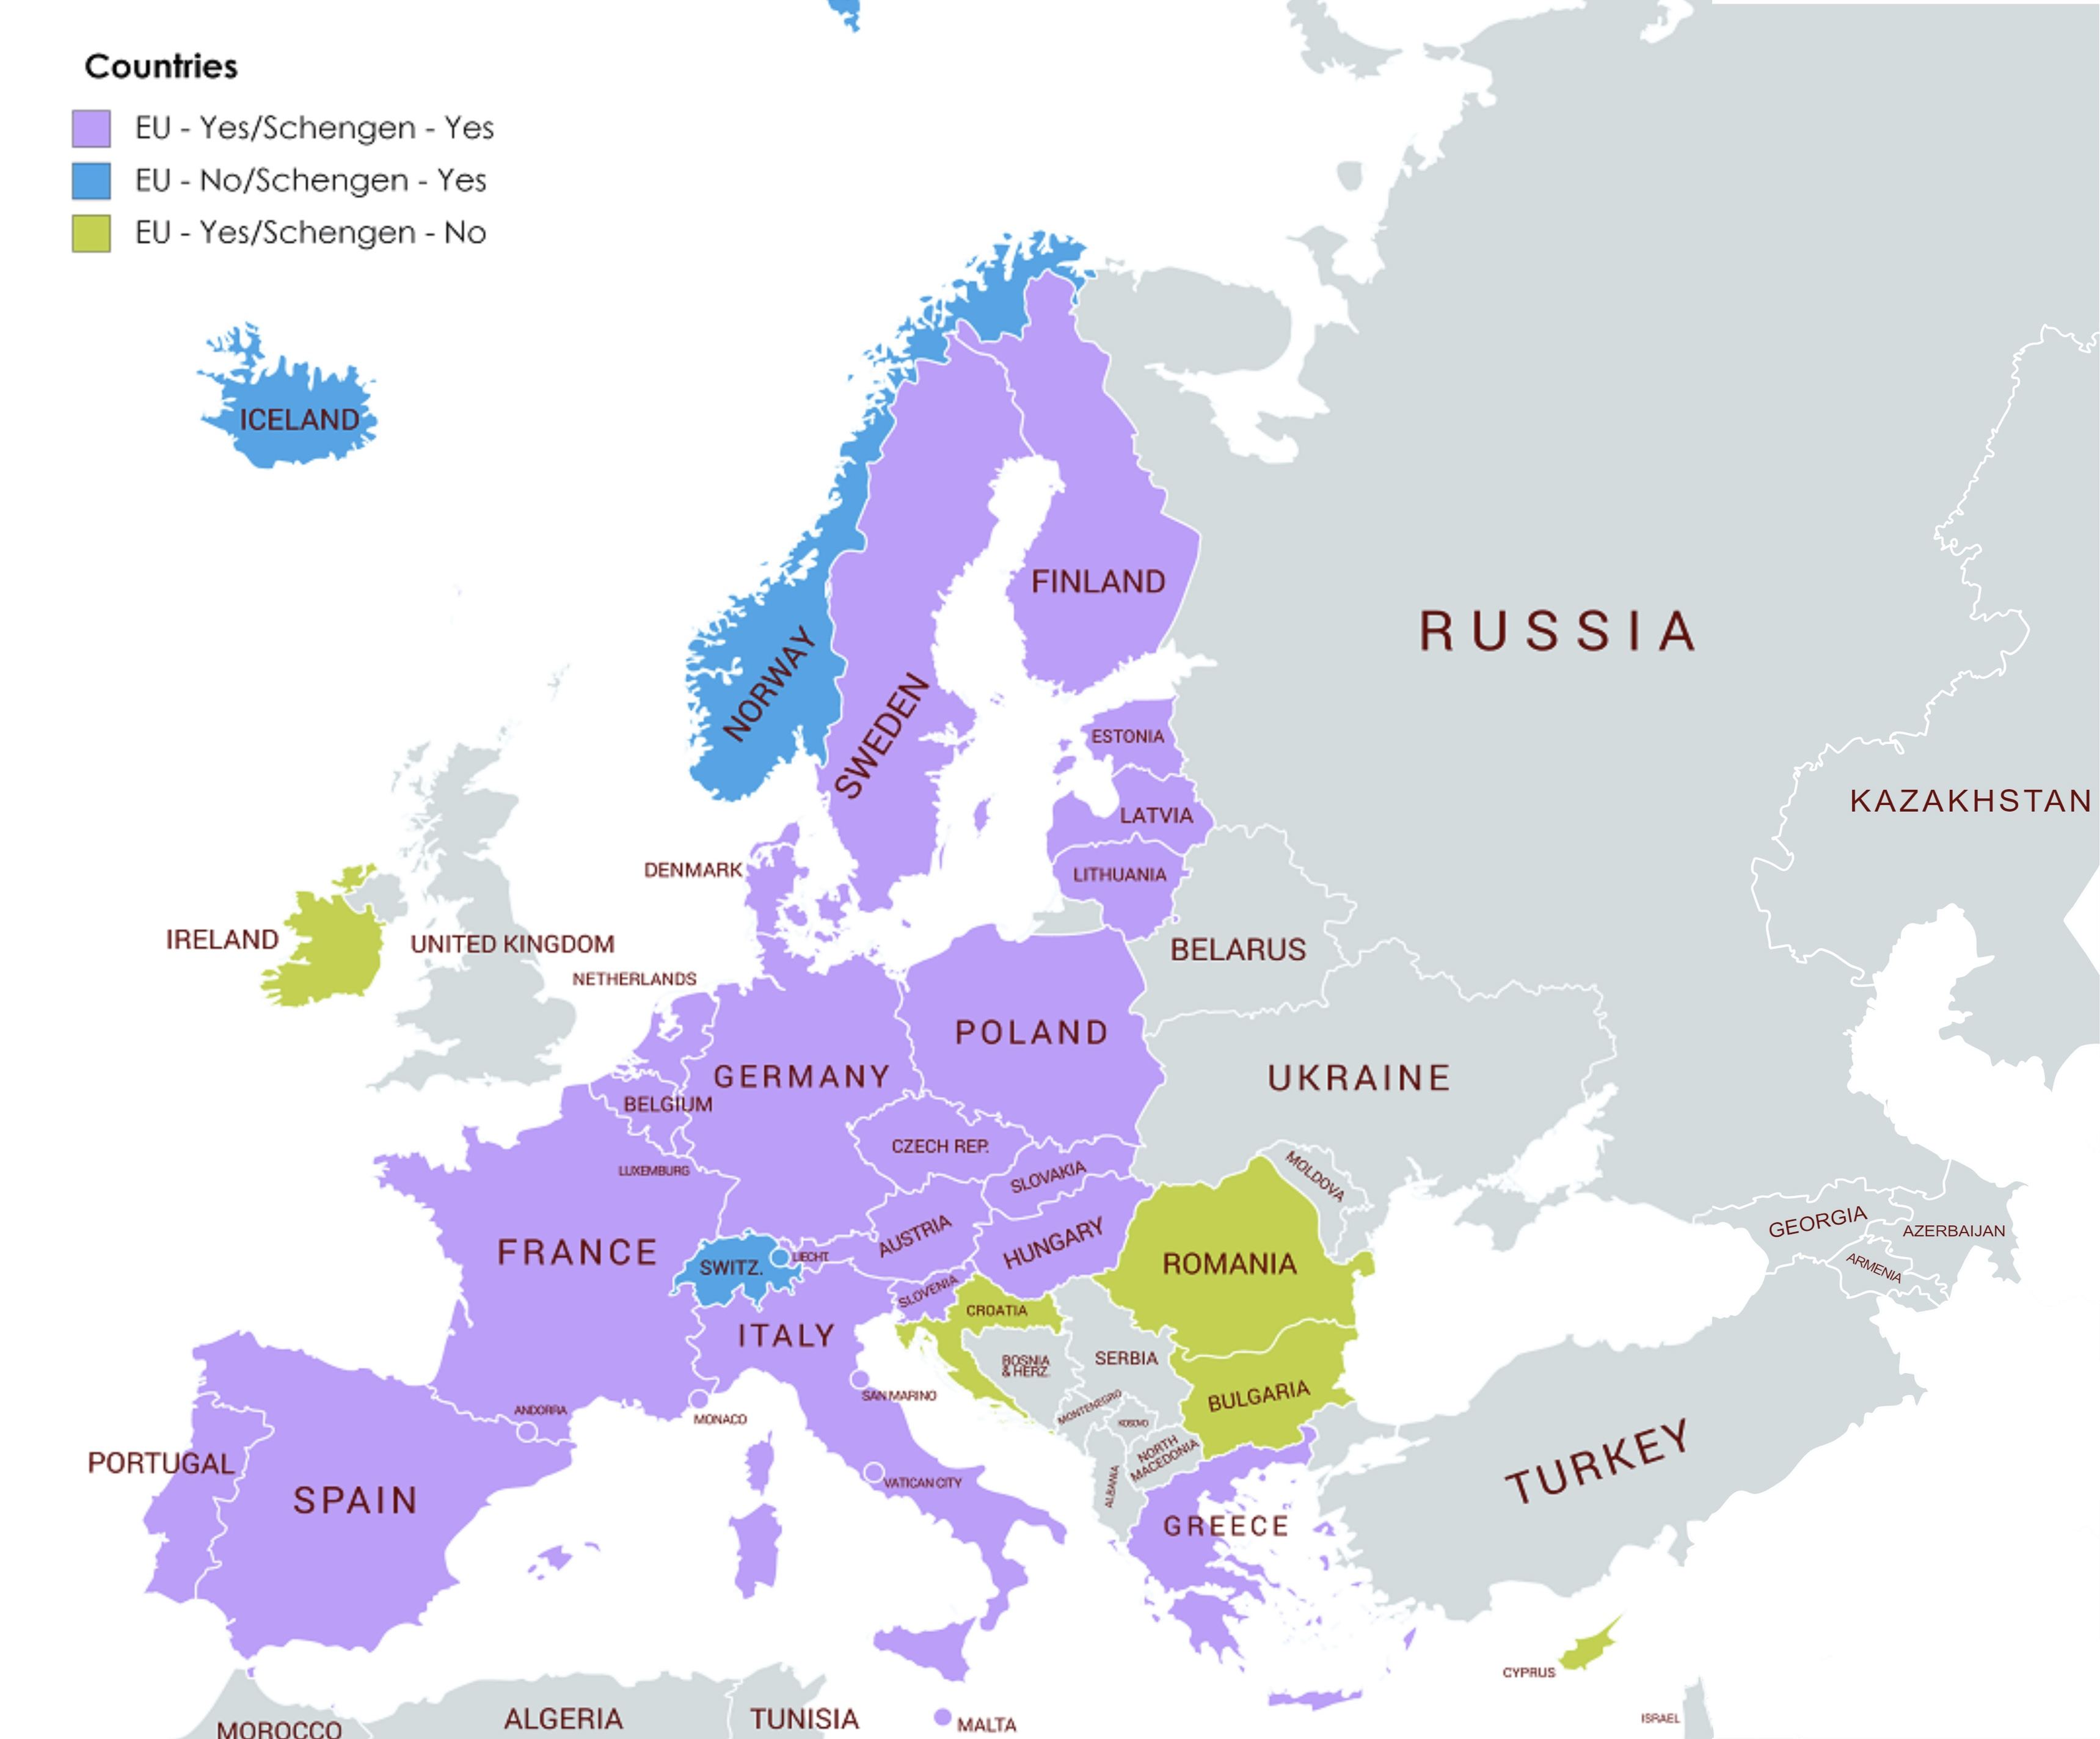 Countries
EU - Yes/Schengen - Yes
EU - No/Schengen - Yes
EU - Yes/Schengen - No
ICELAND
FINLAND
RUSSIA
NORWAY
SWEDEN
ESTONIA
KAZAKHSTAN
LATVIA
DENMARK
LITHUANIA
IRELAND
UNITED KINGDOM
BELARUS
NETHERLANDS
POLAND
GERMANY
UKRAINE
BELGIUM
CZECH REP.
LUXEMBURG
SLOVAKIA
MOLDOVA
FRANCE
AUSTRIA
HUNGARY
GEORGIA
AZERBAIJAN
SWITZ.
LIECHT.
ROMANIA
ARMENIA
SLOVENIA
CROATIA
ITALY
BOSNIA
& HERZ.
SERBIA
SAN MARINO
BULGARIA
ANDORRA
MONACO
MONTENEGRO
KOSOVO
PORTUGAL
SPAIN
VATICAN CITY
NORTH
MACEDONIA
ALBANIA
TURKEY
GREECE
CYPRUS
MOROCCO
ALGERIA
TUNISIA
MALTA
ISRAEL